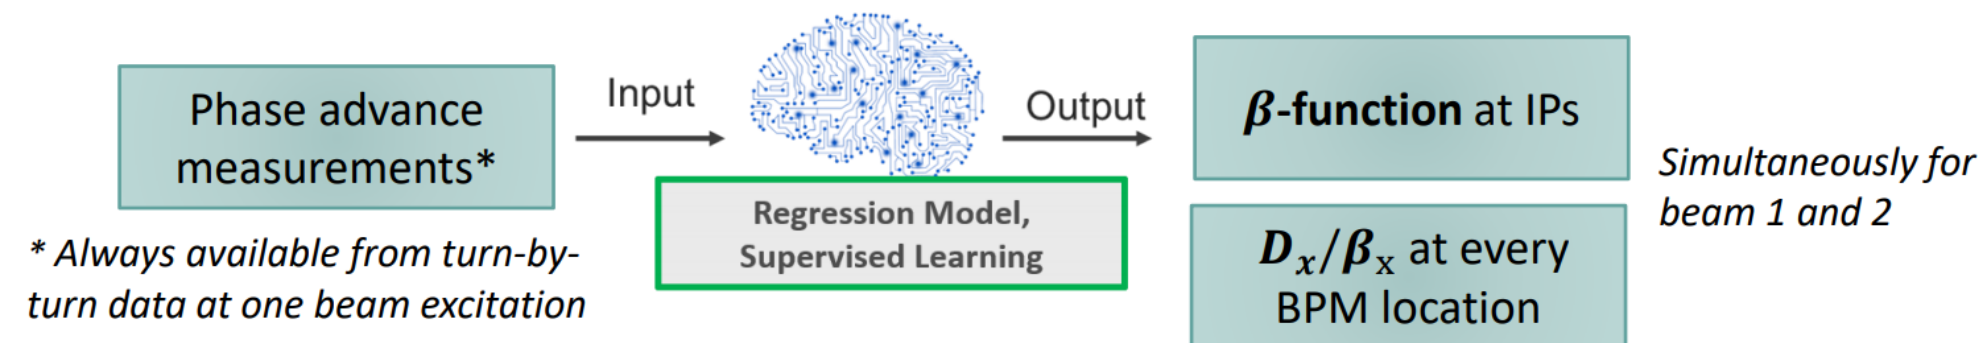 Phase advance
measurements*
* Always available from turn-by-
turn data at one beam excitation
Input
Regression Model,
Supervised Learning
Output
β-function at IPs
Dₓ/βₓ at every
BPM location
Simultaneously for
beam 1 and 2